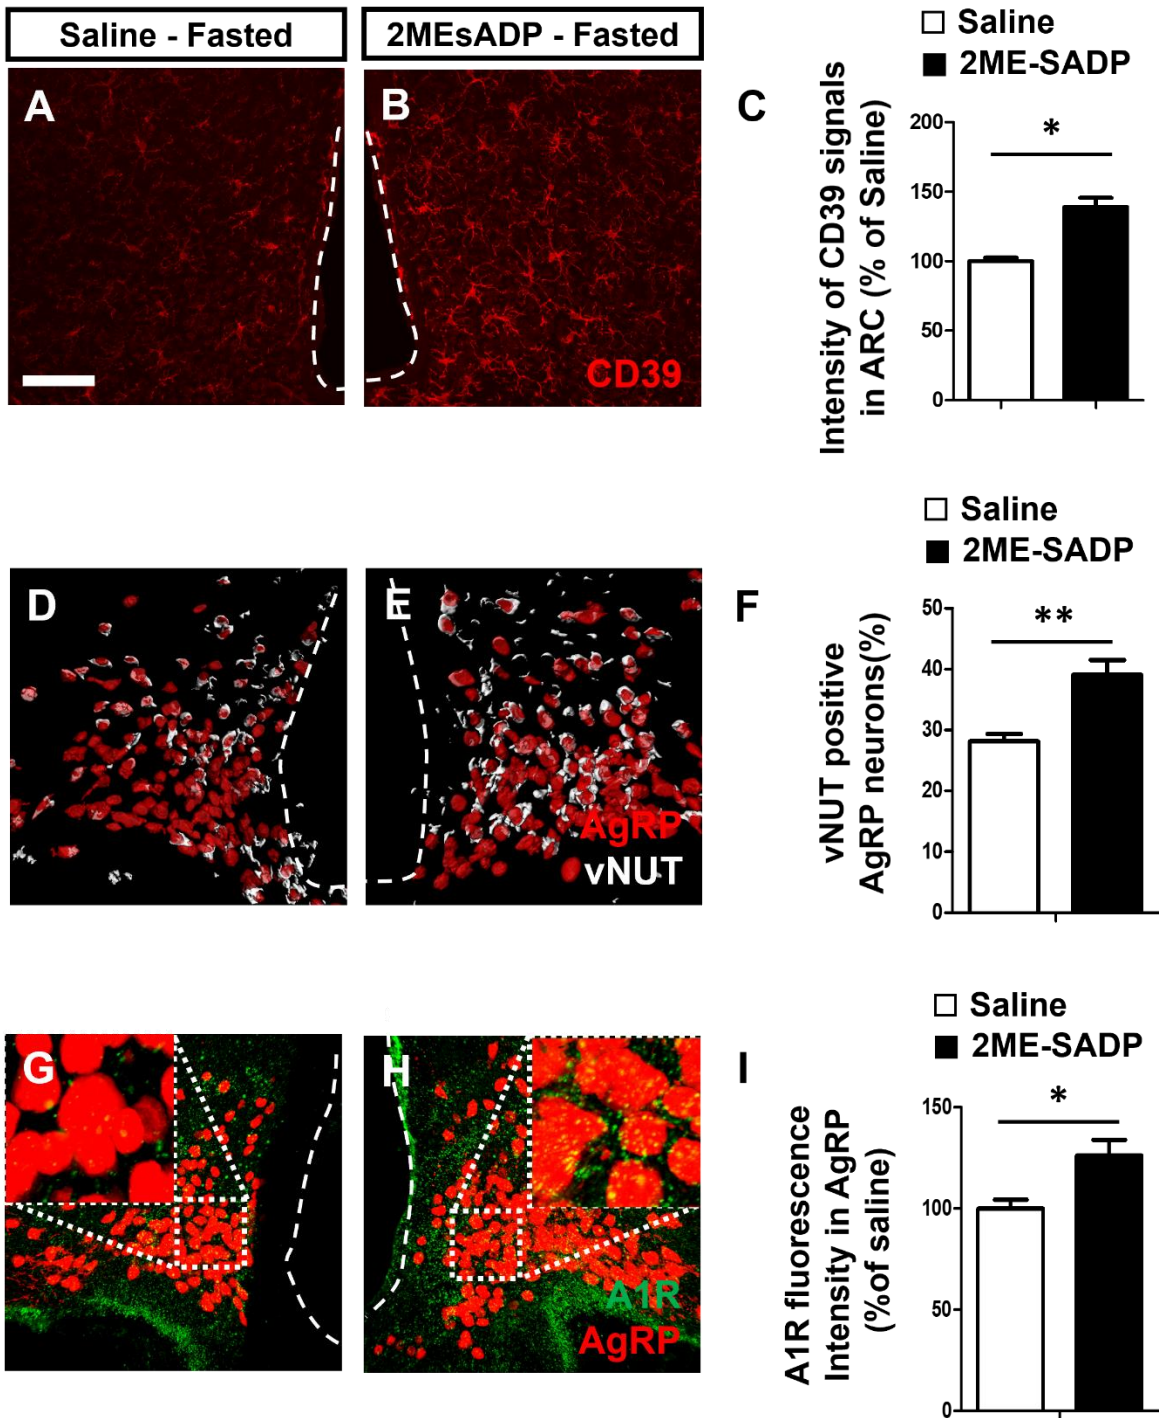 Saline - Fasted
2MEsADP - Fasted
A
B
CD39
C
Saline
2ME-SADP
Intensity of CD39 signals
in ARC (% of Saline)
200
150
100
50
0
*
D
E
AgRP
vNUT
F
Saline
2ME-SADP
vNUT positive
AgRP neurons(%)
50
40
30
20
10
0
**
G
H
A1R
AgRP
I
Saline
2ME-SADP
A1R fluorescence
Intensity in AgRP
(%of saline)
150
100
50
0
*